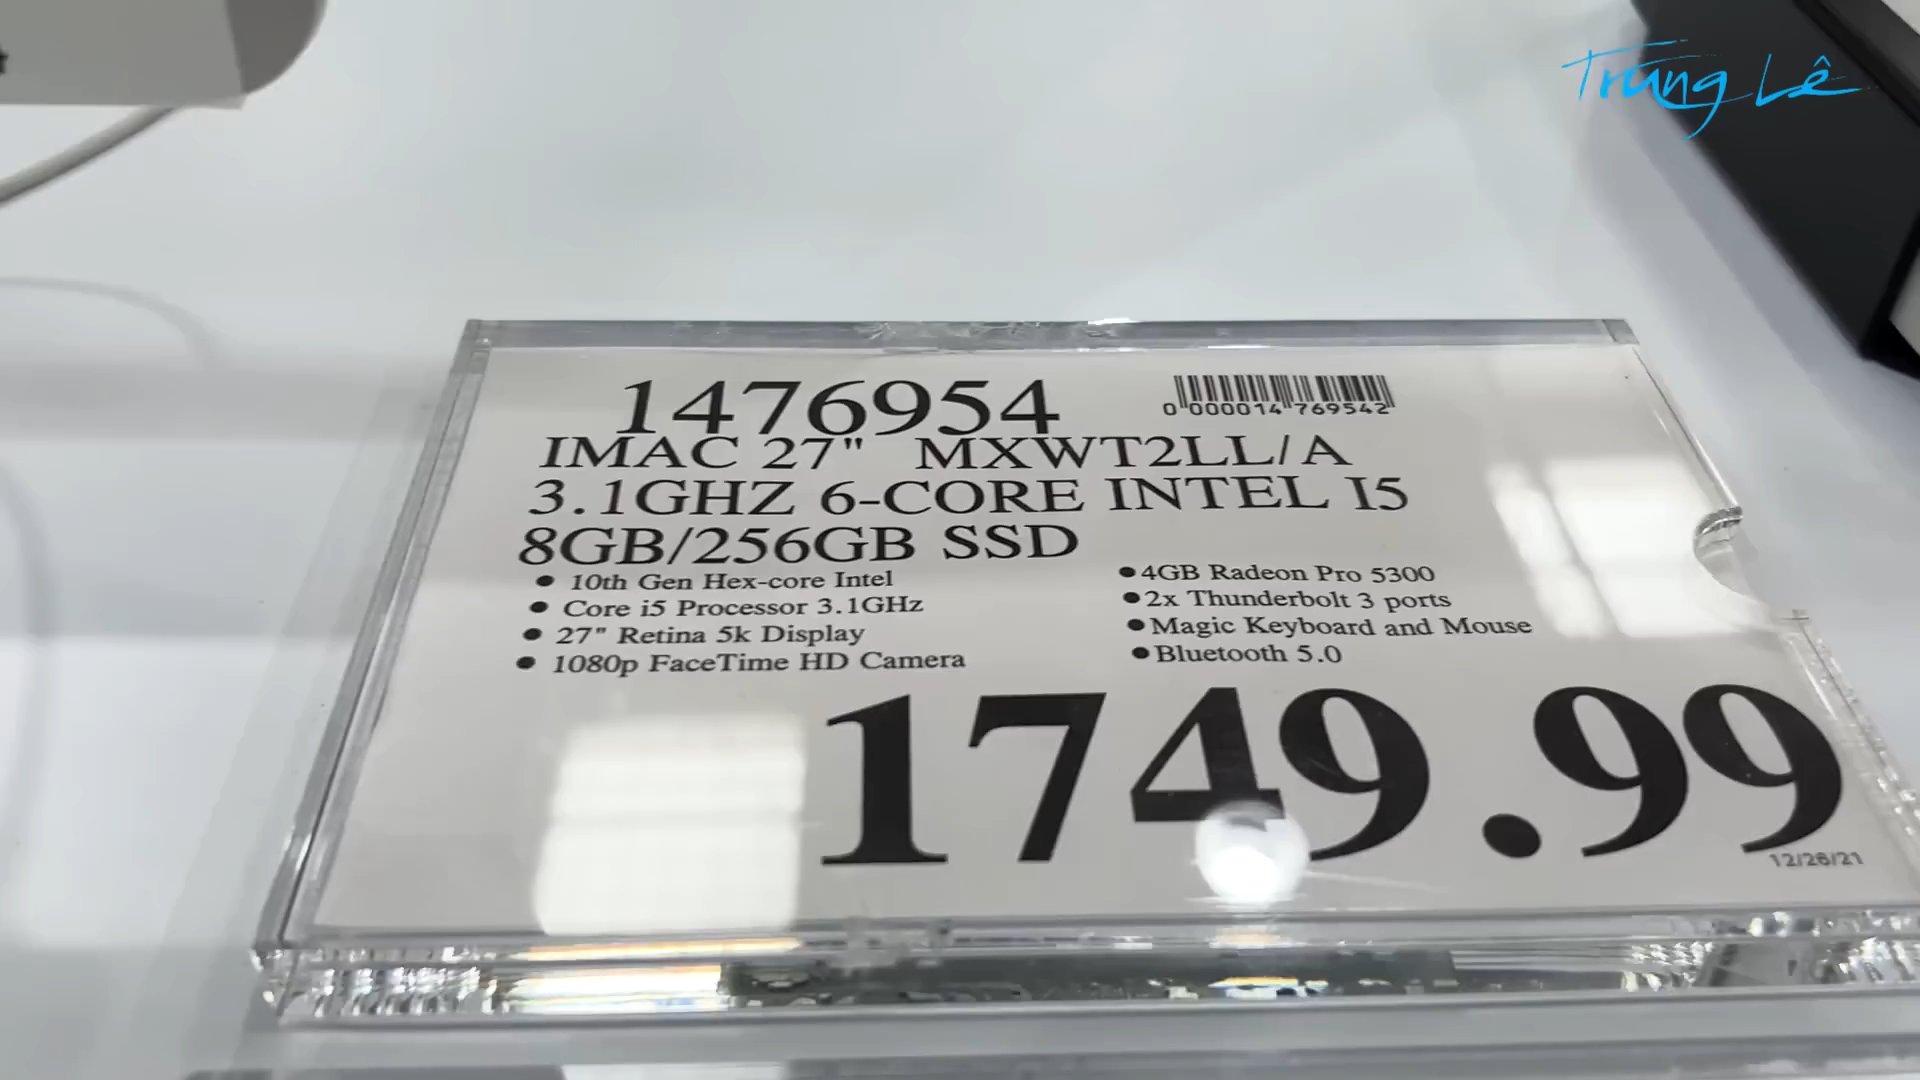 Trung Lê
1476954
0 000014 769542
IMAC 27" MXWT2LL/A
3.1GHZ 6-CORE INTEL I5
8GB/256GB SSD
• 10th Gen Hex-core Intel
• Core i5 Processor 3.1GHz
• 27" Retina 5k Display
• 1080p FaceTime HD Camera
• 4GB Radeon Pro 5300
• 2x Thunderbolt 3 ports
• Magic Keyboard and Mouse
• Bluetooth 5.0
1749.99
12/26/21